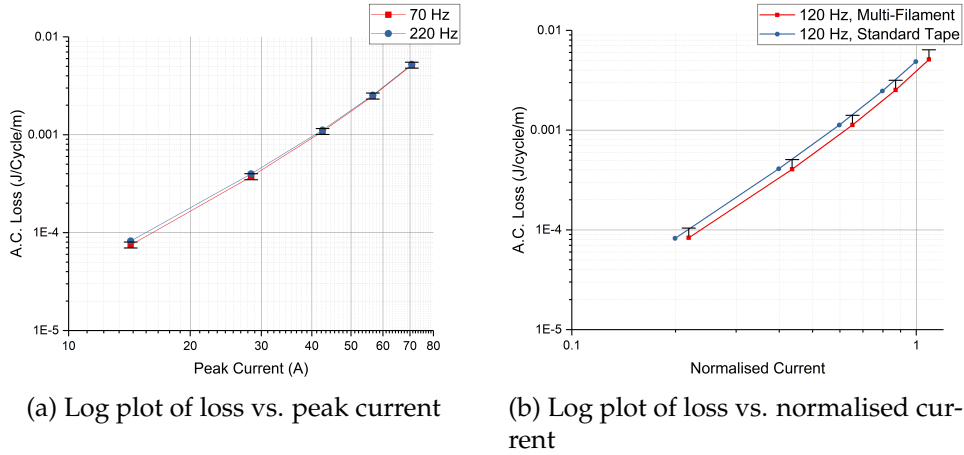 70 Hz
220 Hz
0.01
0.001
1E-4
1E-5
A.C. Loss (J/Cycle/m)
10 20 30 40 50 60 70 80
Peak Current (A)
(a) Log plot of loss vs. peak current
120 Hz, Multi-Filament
120 Hz, Standard Tape
0.01
0.001
1E-4
1E-5
A.C. Loss (J/cycle/m)
0.1 1
Normalised Current
(b) Log plot of loss vs. normalised cur-
rent